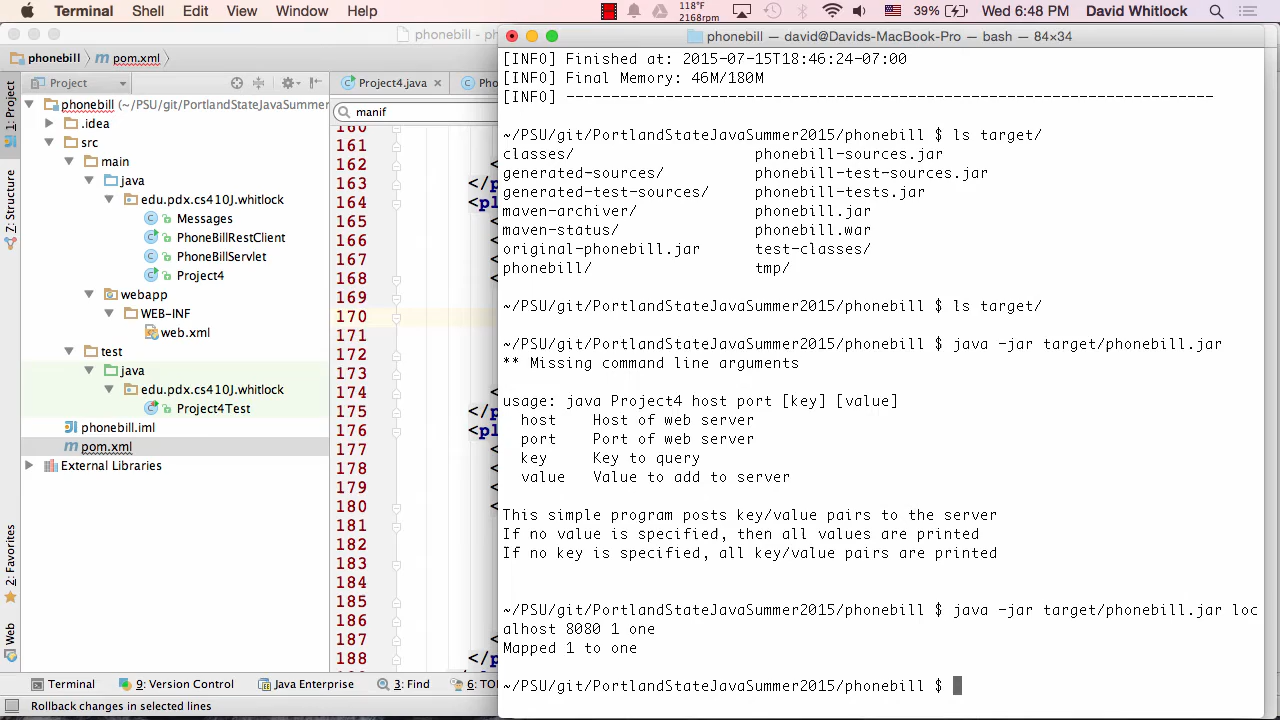 Terminal Shell Edit View Window Help 118°F 2168rpm 39% Wed 6:48 PM David Whitlock
phonebill pom.xml
phonebill — david@Davids-MacBook-Pro — bash — 84×34
Project
Project4.java
manif
1: Project
7: Structure
2: Favorites
Web
phonebill (~/PSU/git/PortlandStateJavaSummer
.idea
src
main
java
edu.pdx.cs410J.whitlock
Messages
PhoneBillRestClient
PhoneBillServlet
Project4
webapp
WEB-INF
web.xml
test
java
edu.pdx.cs410J.whitlock
Project4Test
phonebill.iml
pom.xml
External Libraries
160
161
162
163 </p
164 <pl
165
166
167
168
169
170
171
172
173
174
175 </p
176 <pl
177
178
179
180
181
182
183
184
185
186
187
188 </p
[INFO] Finished at: 2015-07-15T18:46:24-07:00
[INFO] Final Memory: 46M/180M
[INFO] ------------------------------------------------------------------------
~/PSU/git/PortlandStateJavaSummer2015/phonebill $ ls target/
classes/ phonebill-sources.jar
generated-sources/ phonebill-test-sources.jar
generated-test-sources/ phonebill-tests.jar
maven-archiver/ phonebill.jar
maven-status/ phonebill.war
original-phonebill.jar test-classes/
phonebill/ tmp/
~/PSU/git/PortlandStateJavaSummer2015/phonebill $ ls target/
~/PSU/git/PortlandStateJavaSummer2015/phonebill $ java -jar target/phonebill.jar
** Missing command line arguments
usage: java Project4 host port [key] [value]
host Host of web server
port Port of web server
key Key to query
value Value to add to server
This simple program posts key/value pairs to the server
If no value is specified, then all values are printed
If no key is specified, all key/value pairs are printed
~/PSU/git/PortlandStateJavaSummer2015/phonebill $ java -jar target/phonebill.jar loc
alhost 8080 1 one
Mapped 1 to one
~/PSU/git/PortlandStateJavaSummer2015/phonebill $
Terminal 9: Version Control Java Enterprise 3: Find 6: TO
Rollback changes in selected lines